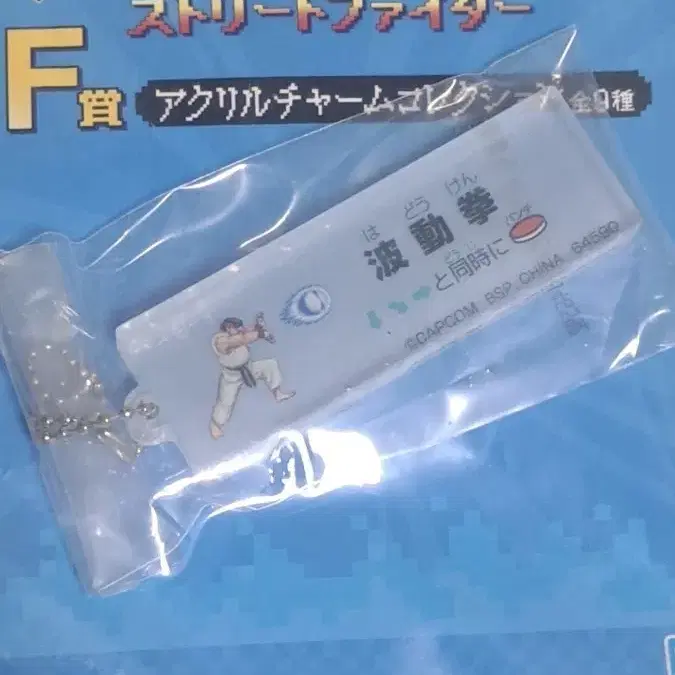 ストリートファイター
F賞 アクリルチャームコレクション 全9種
は どう けん
波動拳
パンチ
↓↘→と同時に
©CAPCOM BSP CHINA 64590